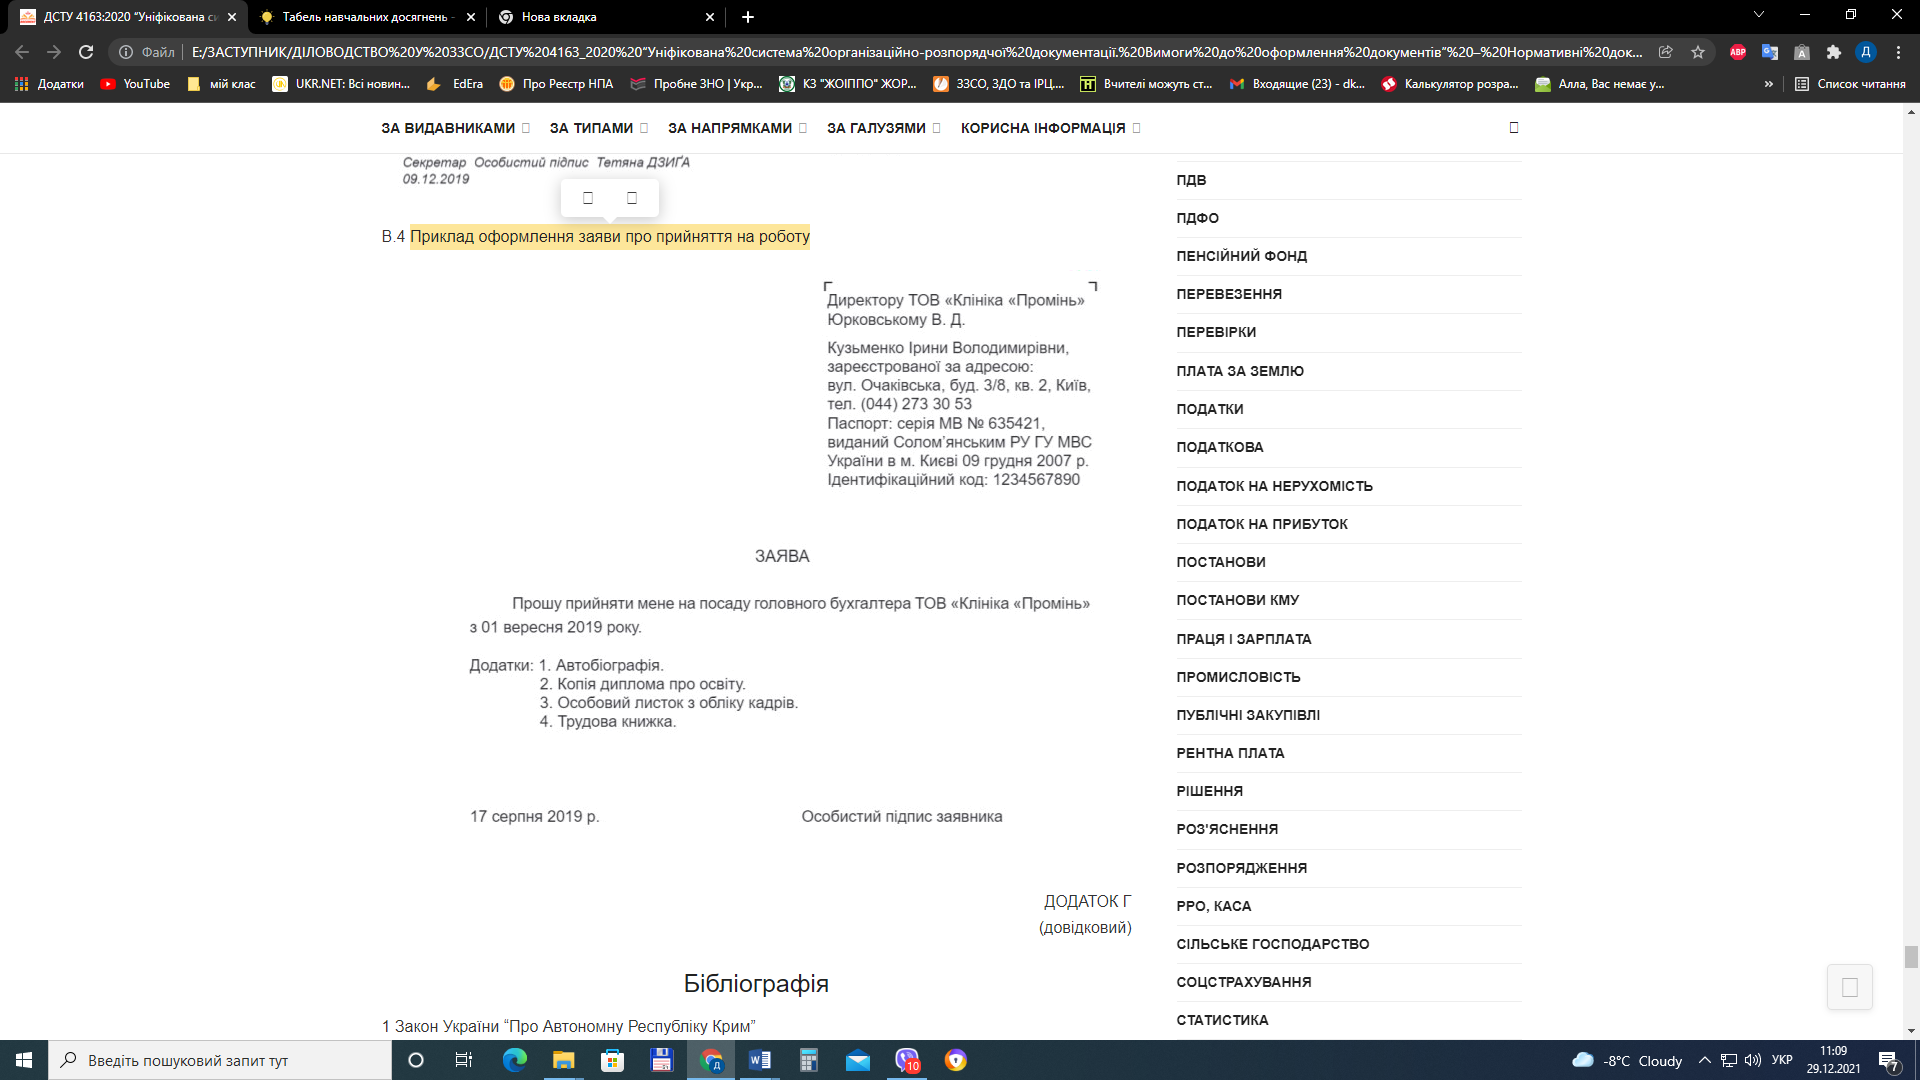 ДСТУ 4163:2020 "Уніфікована си
Табель навчальних досягнень -
Нова вкладка
Файл
E:/ЗАСТУПНИК/ДІЛОВОДСТВО%20У%20ЗЗСО/ДСТУ%204163_2020%20"Уніфікована%20система%20організаційно-розпорядчої%20документації.%20Вимоги%20до%20оформлення%20документів"%20–%20Нормативні%20док...
ABP
Д
Додатки
YouTube
мій клас
UKR.NET: Всі новин...
EdEra
Про Реєстр НПА
Пробне ЗНО | Укр...
КЗ "ЖОІППО" ЖОР...
ЗЗСО, ЗДО та ІРЦ....
Вчителі можуть ст...
Входящие (23) - dk...
Калькулятор розра...
Алла, Вас немає у...
»
Список читання
ЗА ВИДАВНИКАМИ
ЗА ТИПАМИ
ЗА НАПРЯМКАМИ
ЗА ГАЛУЗЯМИ
КОРИСНА ІНФОРМАЦІЯ
Секретар Особистий підпис Тетяна ДЗИҐА
09.12.2019
В.4 Приклад оформлення заяви про прийняття на роботу
Директору ТОВ «Клініка «Промінь»
Юрковському В. Д.
Кузьменко Ірини Володимирівни,
зареєстрованої за адресою:
вул. Очаківська, буд. 3/8, кв. 2, Київ,
тел. (044) 273 30 53
Паспорт: серія МВ № 635421,
виданий Солом’янським РУ ГУ МВС
України в м. Києві 09 грудня 2007 р.
Ідентифікаційний код: 1234567890
ЗАЯВА
Прошу прийняти мене на посаду головного бухгалтера ТОВ «Клініка «Промінь»
з 01 вересня 2019 року.
Додатки: 1. Автобіографія.
2. Копія диплома про освіту.
3. Особовий листок з обліку кадрів.
4. Трудова книжка.
17 серпня 2019 р.
Особистий підпис заявника
ДОДАТОК Г
(довідковий)
Бібліографія
1 Закон України “Про Автономну Республіку Крим”
ПДВ
ПДФО
ПЕНСІЙНИЙ ФОНД
ПЕРЕВЕЗЕННЯ
ПЕРЕВІРКИ
ПЛАТА ЗА ЗЕМЛЮ
ПОДАТКИ
ПОДАТКОВА
ПОДАТОК НА НЕРУХОМІСТЬ
ПОДАТОК НА ПРИБУТОК
ПОСТАНОВИ
ПОСТАНОВИ КМУ
ПРАЦЯ І ЗАРПЛАТА
ПРОМИСЛОВІСТЬ
ПУБЛІЧНІ ЗАКУПІВЛІ
РЕНТНА ПЛАТА
РІШЕННЯ
РОЗ'ЯСНЕННЯ
РОЗПОРЯДЖЕННЯ
РРО, КАСА
СІЛЬСЬКЕ ГОСПОДАРСТВО
СОЦСТРАХУВАННЯ
СТАТИСТИКА
Введіть пошуковий запит тут
10
-8°C Cloudy
УКР
11:09
29.12.2021
7